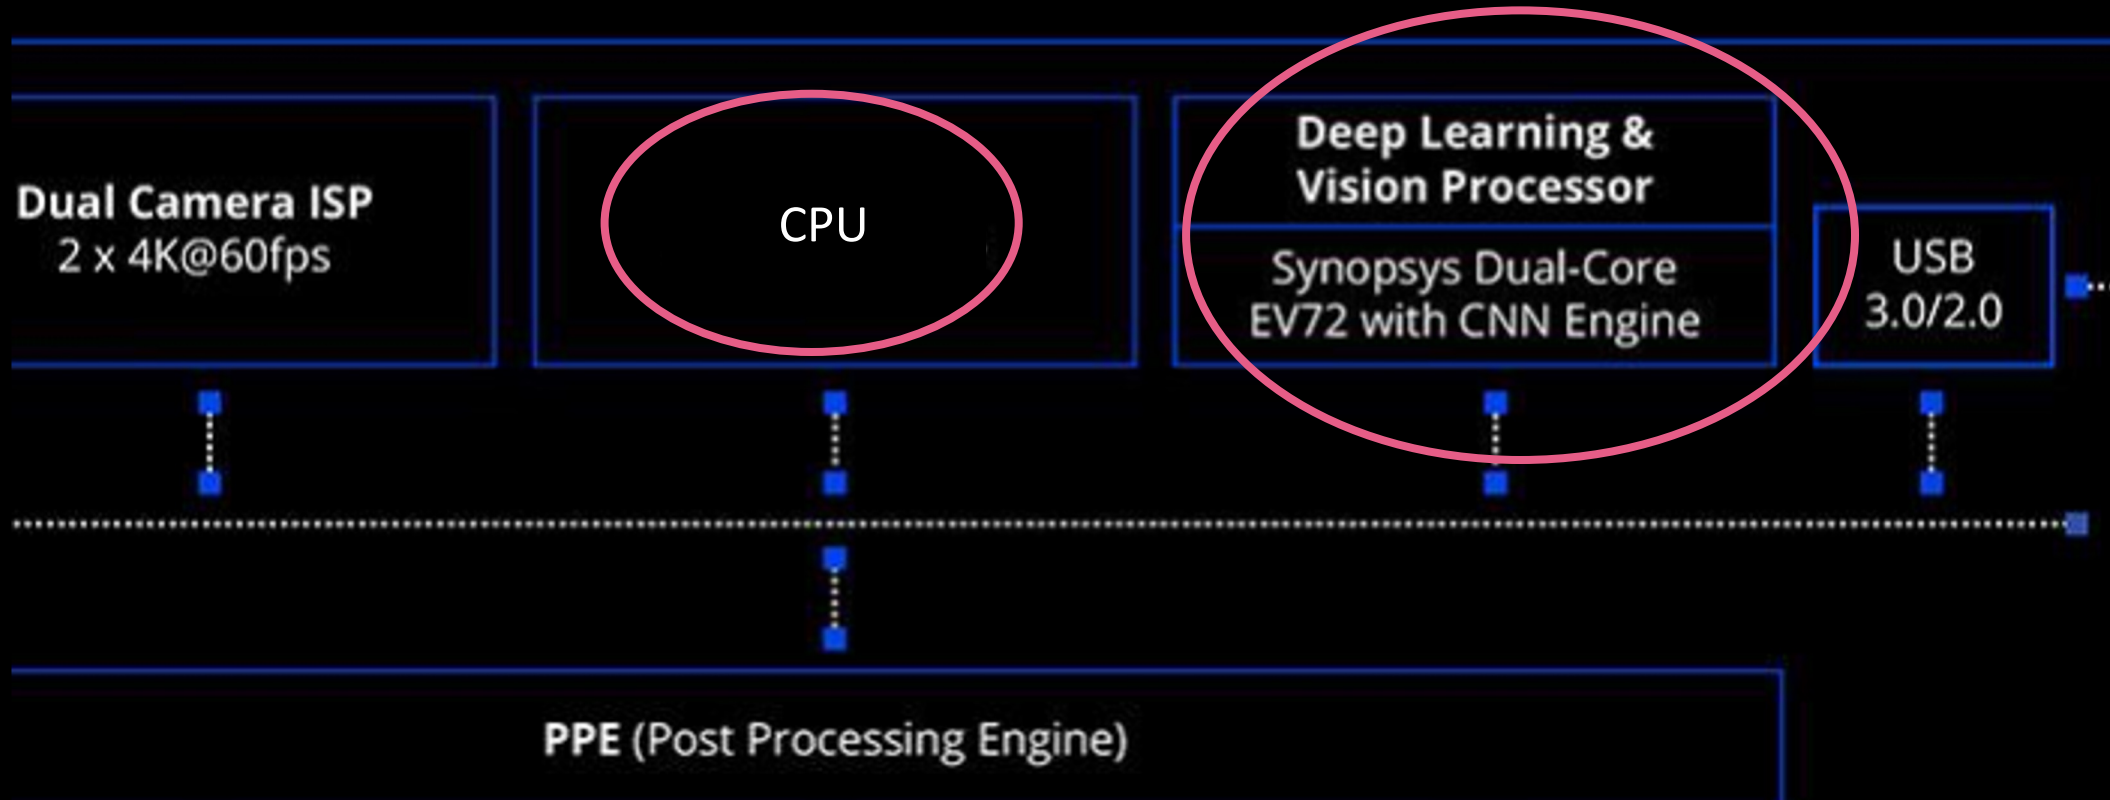 Dual Camera ISP
2 x 4K@60fps
CPU
Deep Learning &
Vision Processor
Synopsys Dual-Core
EV72 with CNN Engine
USB
3.0/2.0
PPE (Post Processing Engine)